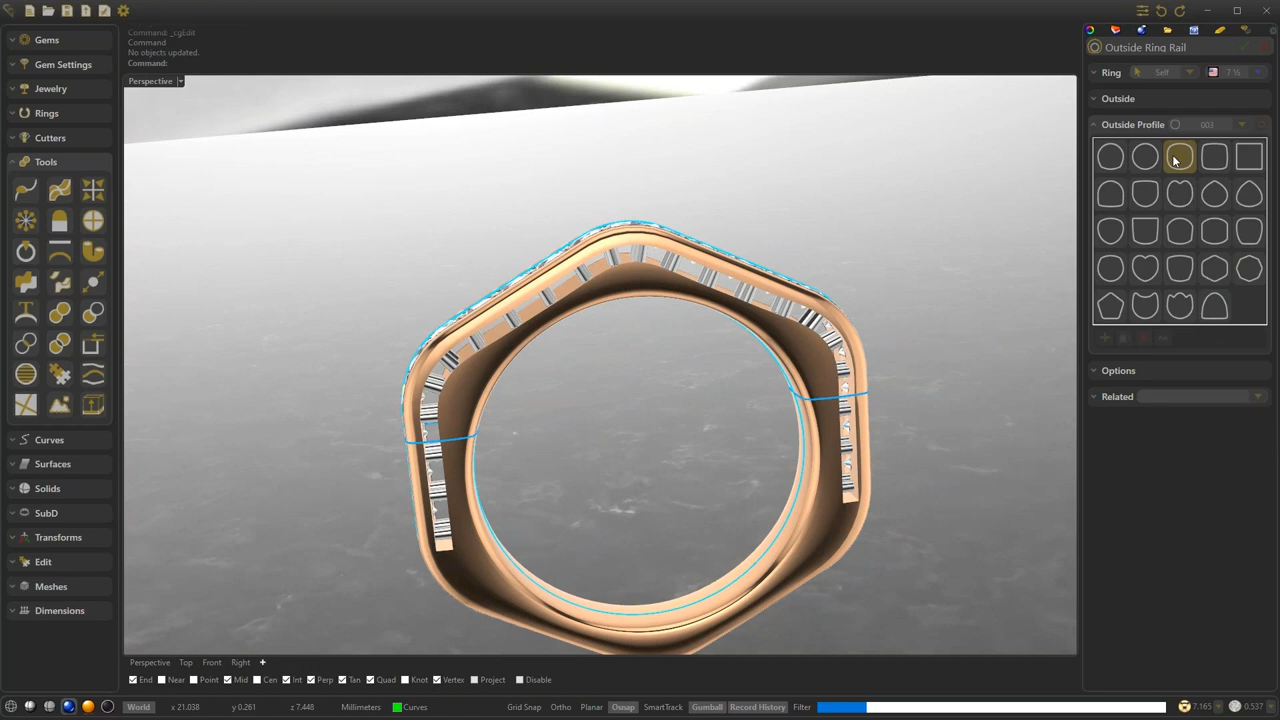 Command: _cgEdit
Command
No objects updated.
Command:
Perspective
Gems
Gem Settings
Jewelry
Rings
Cutters
Tools
Curves
Surfaces
Solids
SubD
Transforms
Edit
Meshes
Dimensions
Outside Ring Rail
Ring Self 7 ½
Outside
Outside Profile 003
Options
Related
Perspective Top Front Right
End Near Point Mid Cen Int Perp Tan Quad Knot Vertex Project Disable
World x 21.038 y 0.261 z 7.448 Millimeters Curves Grid Snap Ortho Planar Osnap SmartTrack Gumball Record History Filter 7.165 0.537